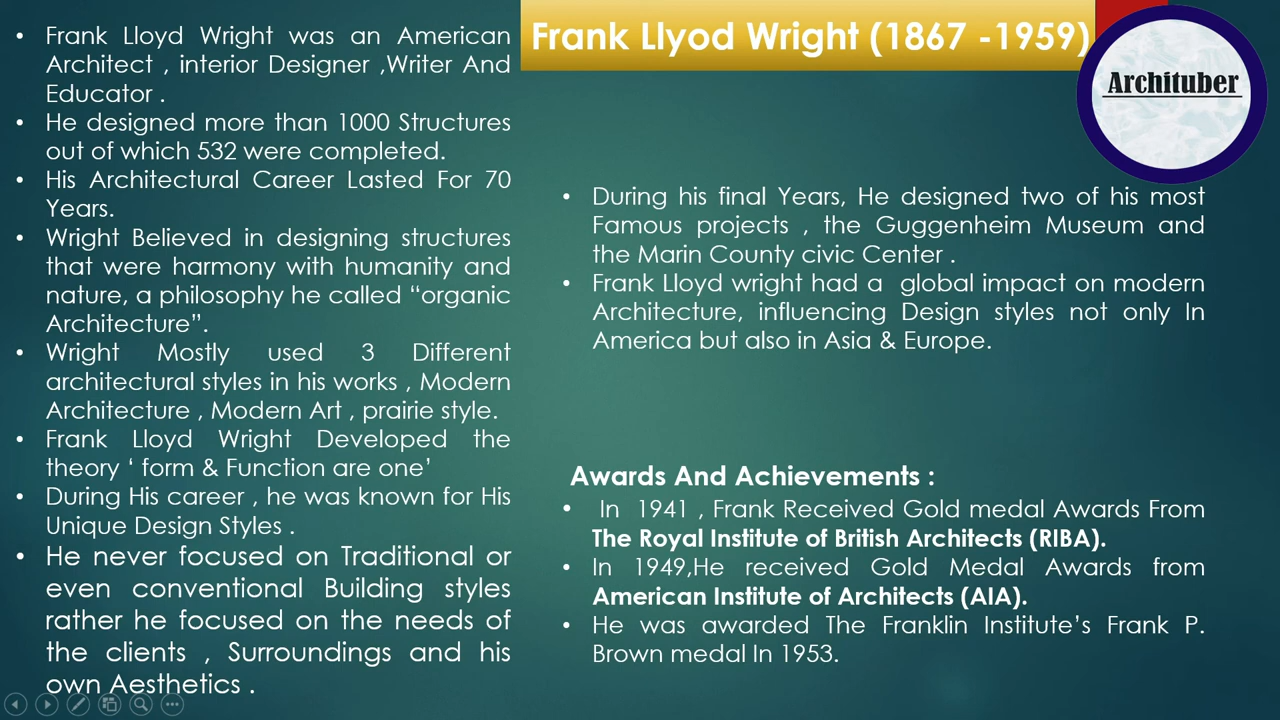 Frank Llyod Wright (1867 -1959)
Archituber
• Frank Lloyd Wright was an American
Architect , interior Designer ,Writer And
Educator .
• He designed more than 1000 Structures
out of which 532 were completed.
• His Architectural Career Lasted For 70
Years.
• Wright Believed in designing structures
that were harmony with humanity and
nature, a philosophy he called “organic
Architecture”.
• Wright Mostly used 3 Different
architectural styles in his works , Modern
Architecture , Modern Art , prairie style.
• Frank Lloyd Wright Developed the
theory ‘ form & Function are one’
• During His career , he was known for His
Unique Design Styles .
• He never focused on Traditional or
even conventional Building styles
rather he focused on the needs of
the clients , Surroundings and his
own Aesthetics .
• During his final Years, He designed two of his most
Famous projects , the Guggenheim Museum and
the Marin County civic Center .
• Frank Lloyd wright had a global impact on modern
Architecture, influencing Design styles not only In
America but also in Asia & Europe.
Awards And Achievements :
• In 1941 , Frank Received Gold medal Awards From
The Royal Institute of British Architects (RIBA).
• In 1949,He received Gold Medal Awards from
American Institute of Architects (AIA).
• He was awarded The Franklin Institute’s Frank P.
Brown medal In 1953.